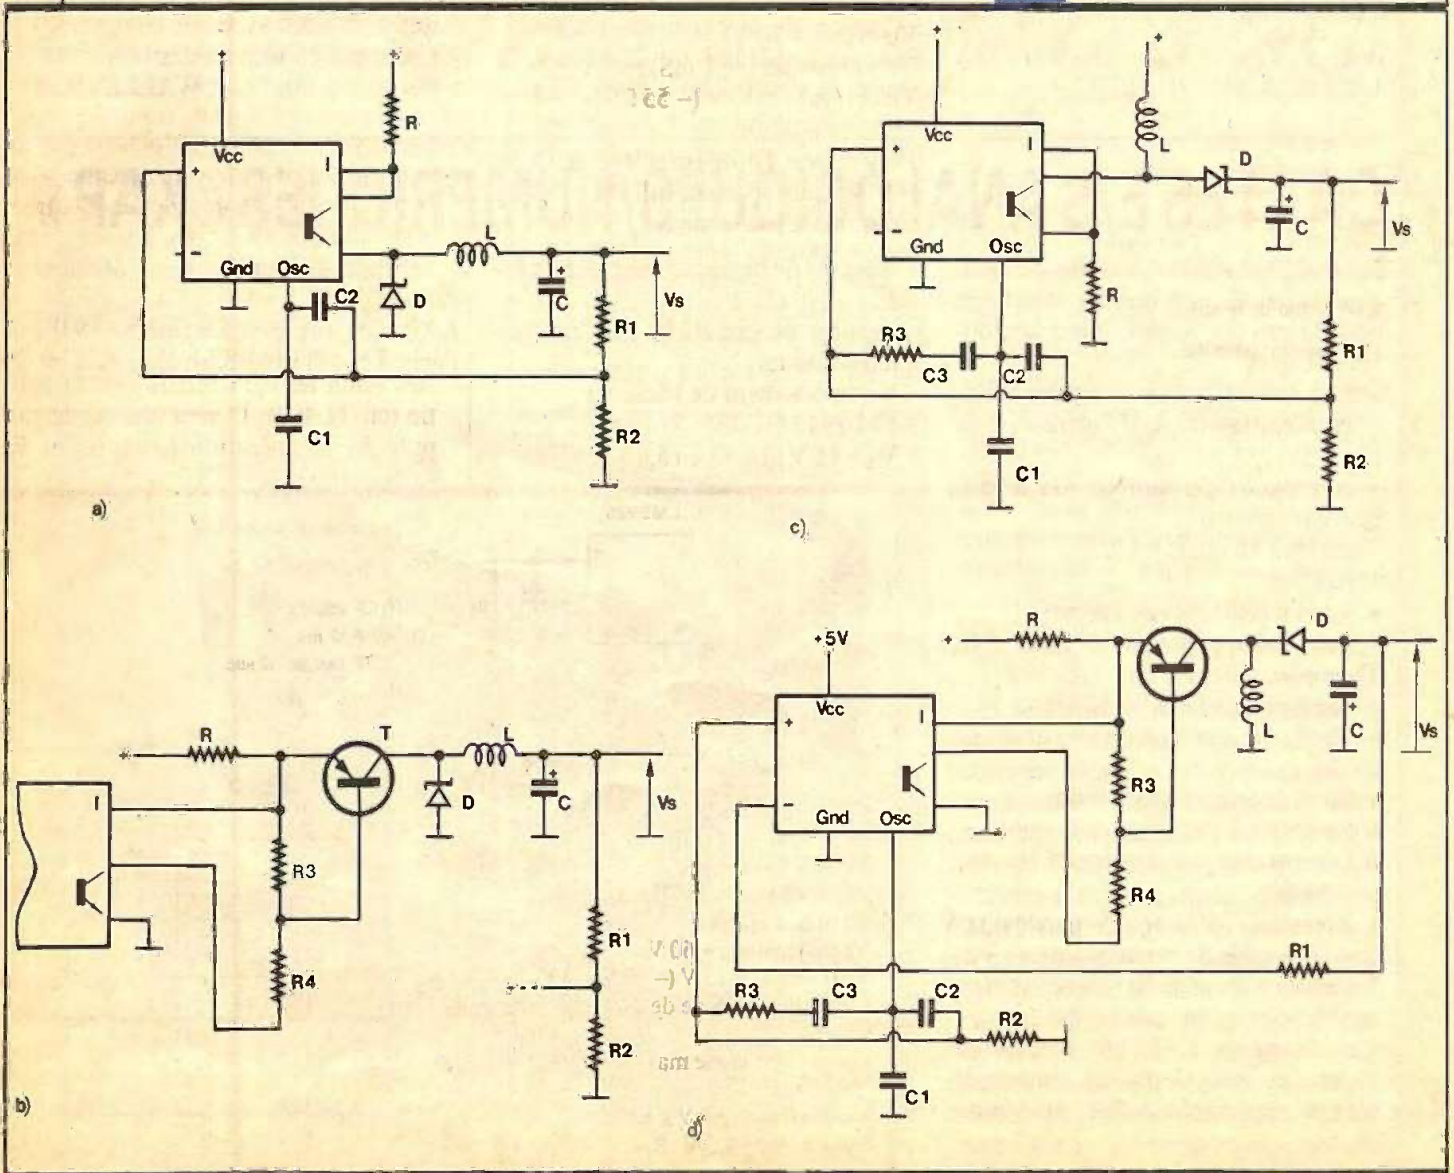 +
+
R
Vcc
+
I
−
Gnd
Osc
L
C2
D
+
C
Vs
R1
C1
R2
a)
+
+
Vcc
+
I
L
D
−
Gnd
Osc
R
+
C
Vs
R3
C3
C2
R1
C1
R2
c)
+
R
T
L
I
D
+
C
Vs
R3
R4
R1
R2
b)
+5V
+
R
D
Vcc
+
I
L
+
C
Vs
R3
−
Gnd
Osc
R4
R1
R3
C3
C2
R2
C1
d)